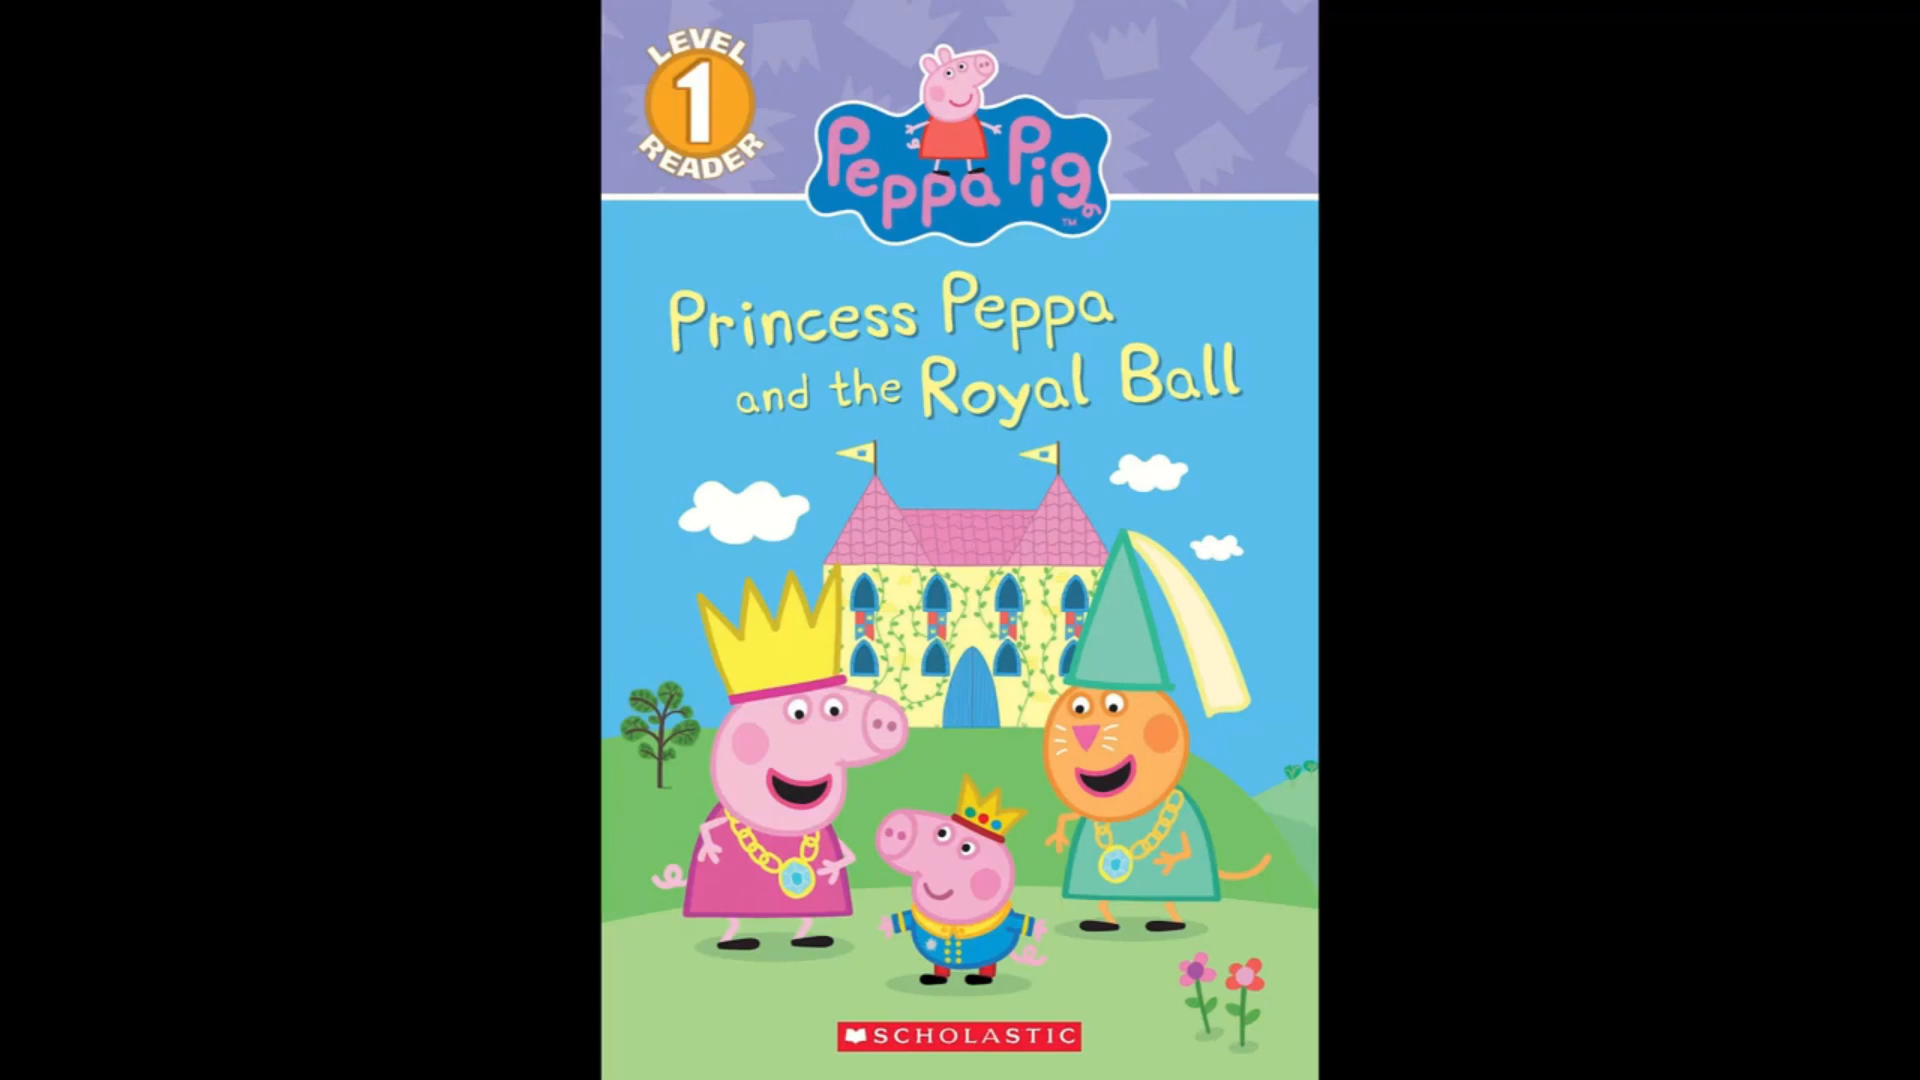 LEVEL
1
READER
Peppa Pig
TM
Princess Peppa
and the Royal Ball
SCHOLASTIC